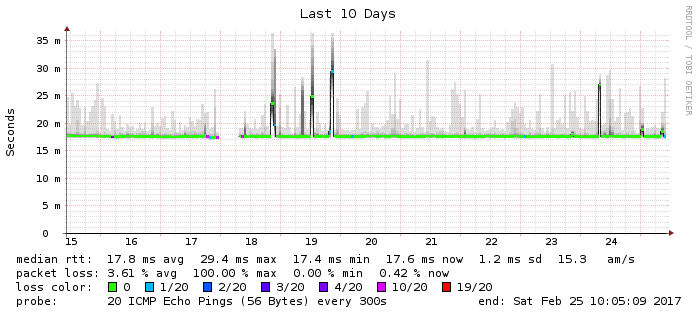 Last 10 Days
RRDTOOL / TOBI OETIKER
Seconds
35 m
30 m
25 m
20 m
15 m
10 m
5 m
0
15 16 17 18 19 20 21 22 23 24
median rtt: 17.8 ms avg 29.4 ms max 17.4 ms min 17.6 ms now 1.2 ms sd 15.3 am/s
packet loss: 3.61 % avg 100.00 % max 0.00 % min 0.42 % now
loss color: 0 1/20 2/20 3/20 4/20 10/20 19/20
probe: 20 ICMP Echo Pings (56 Bytes) every 300s end: Sat Feb 25 10:05:09 2017